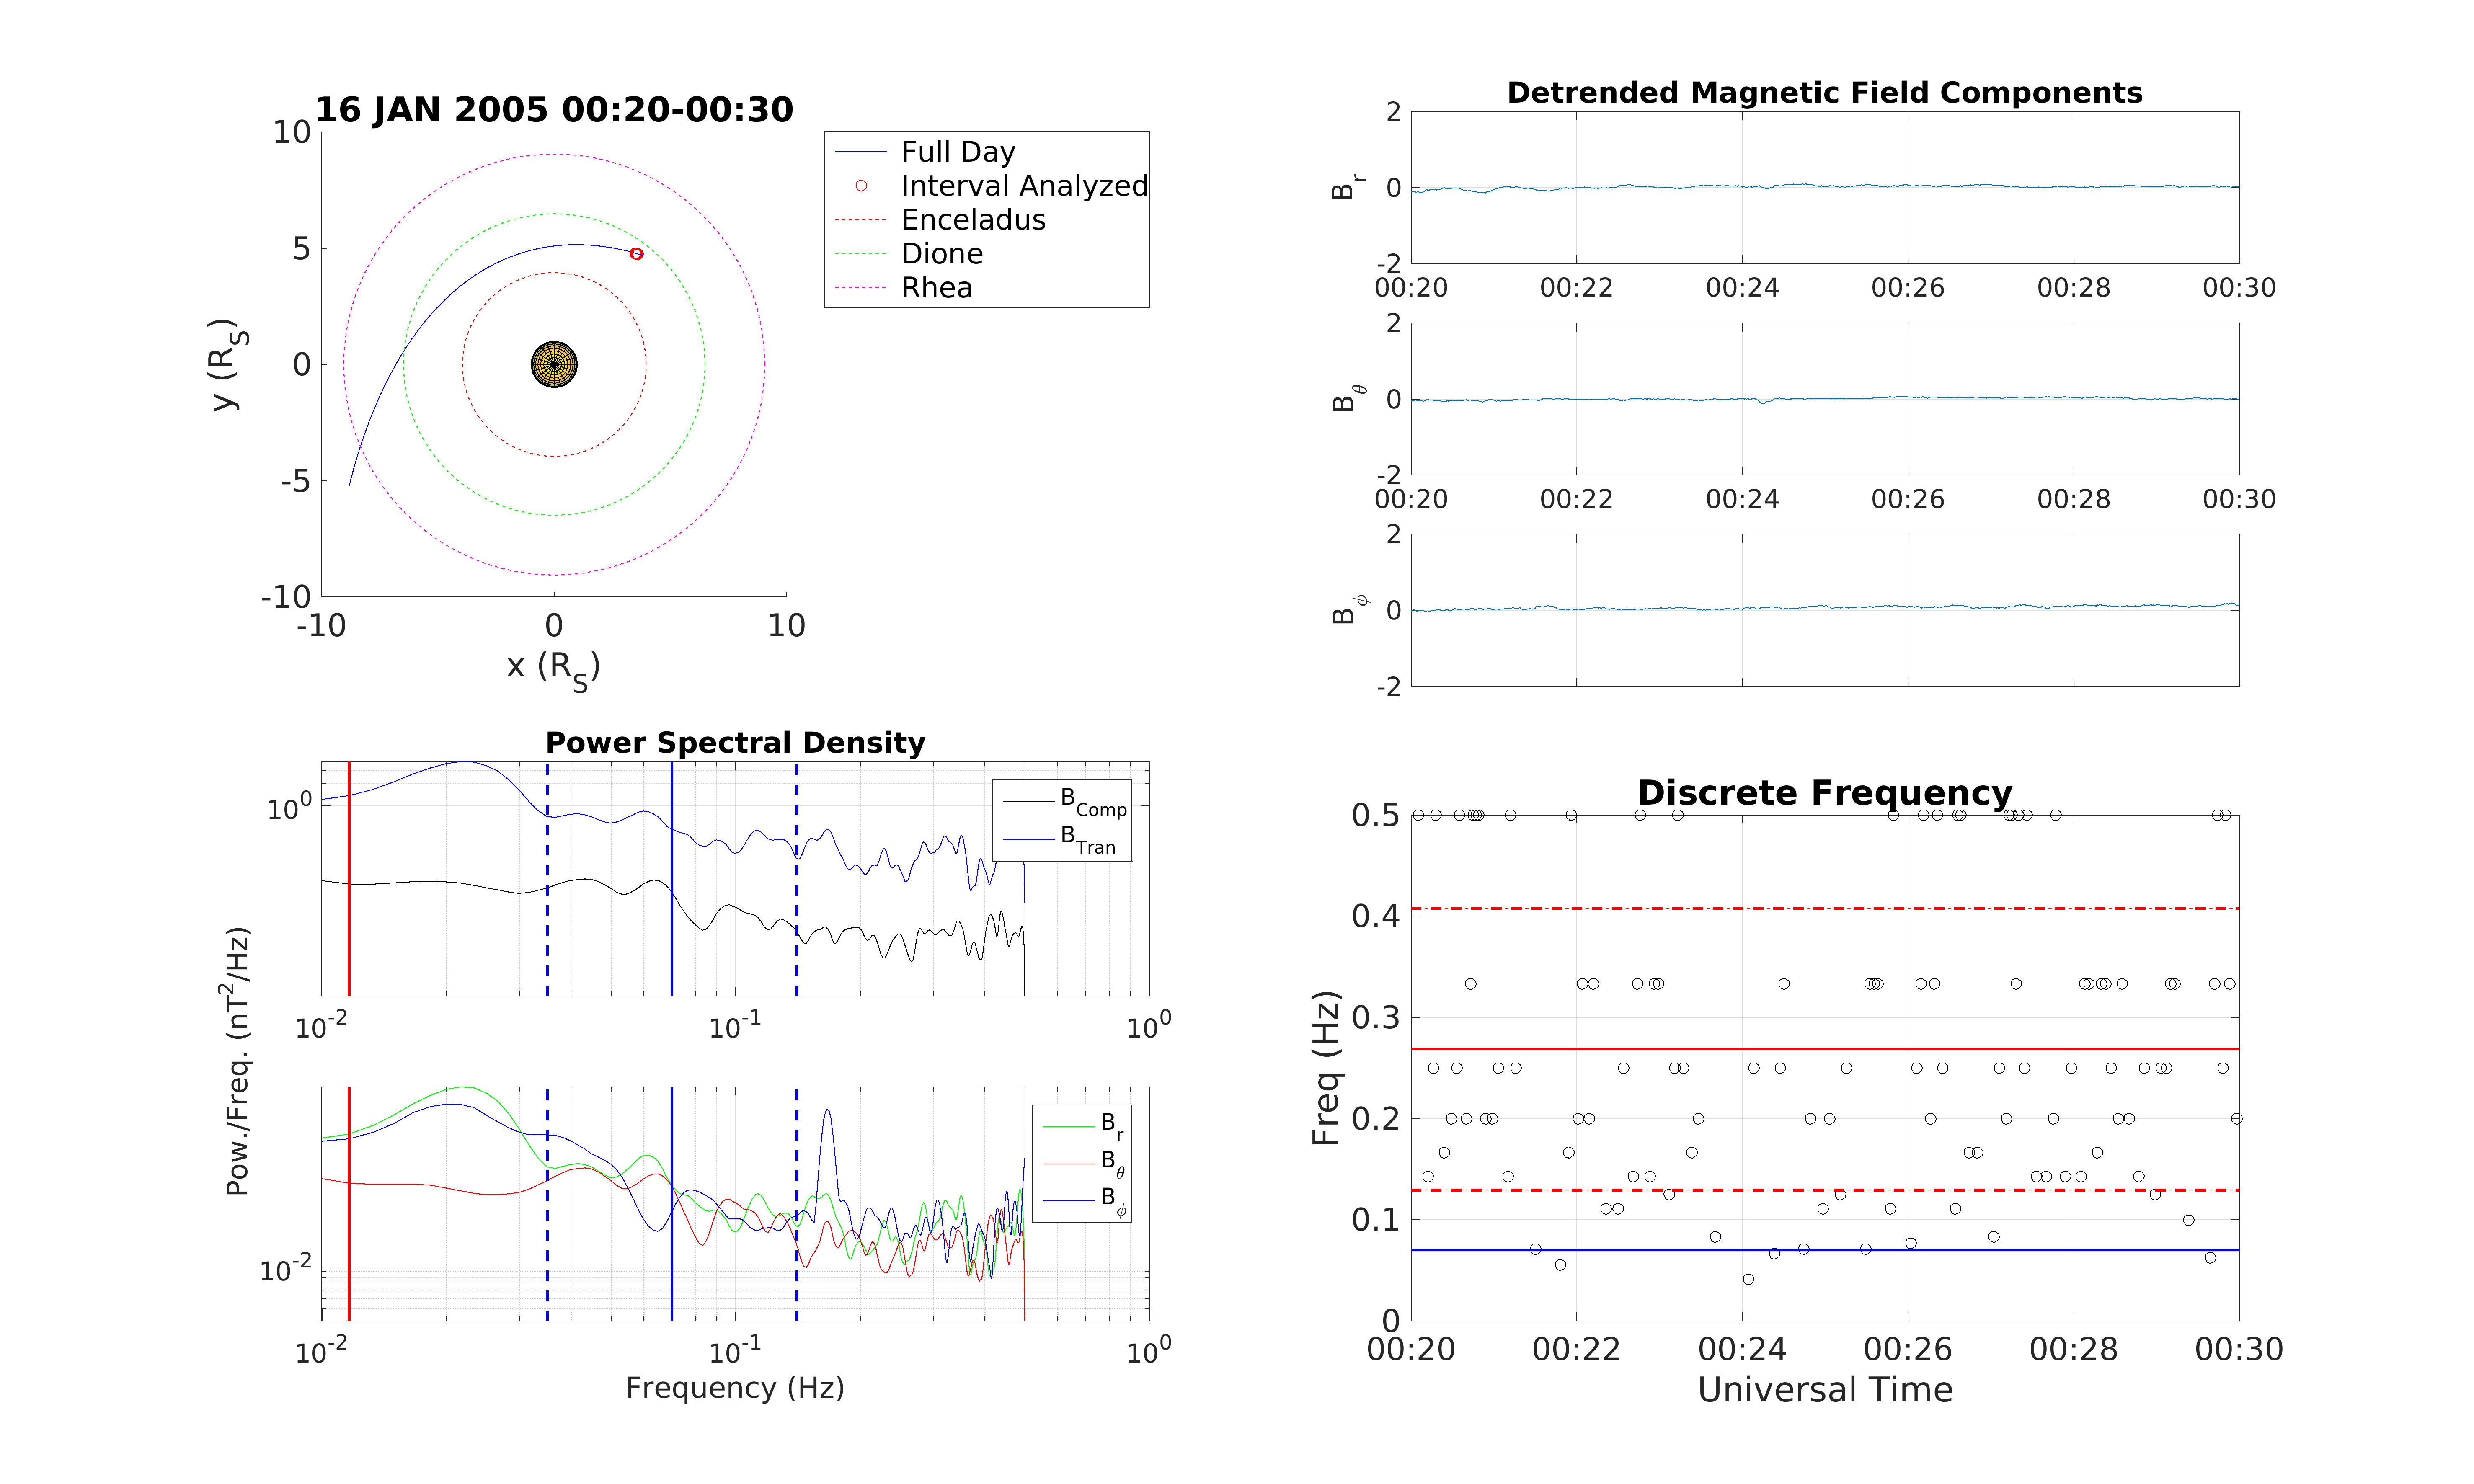 16 JAN 2005 00:20-00:30
10
5
0
-5
-10
-10
0
10
y (R_S)
x (R_S)
Full Day
Interval Analyzed
Enceladus
Dione
Rhea
Detrended Magnetic Field Components
B_r
2
0
-2
00:20 00:22 00:24 00:26 00:28 00:30
B_θ
2
0
-2
00:20 00:22 00:24 00:26 00:28 00:30
B_ϕ
2
0
-2
Power Spectral Density
10^0
B_Comp
B_Tran
10^-2 10^-1 10^0
Pow./Freq. (nT^2/Hz)
B_r
B_θ
B_ϕ
10^-2
10^-2 10^-1 10^0
Frequency (Hz)
Discrete Frequency
0.5
0.4
0.3
0.2
0.1
0
Freq (Hz)
00:20 00:22 00:24 00:26 00:28 00:30
Universal Time